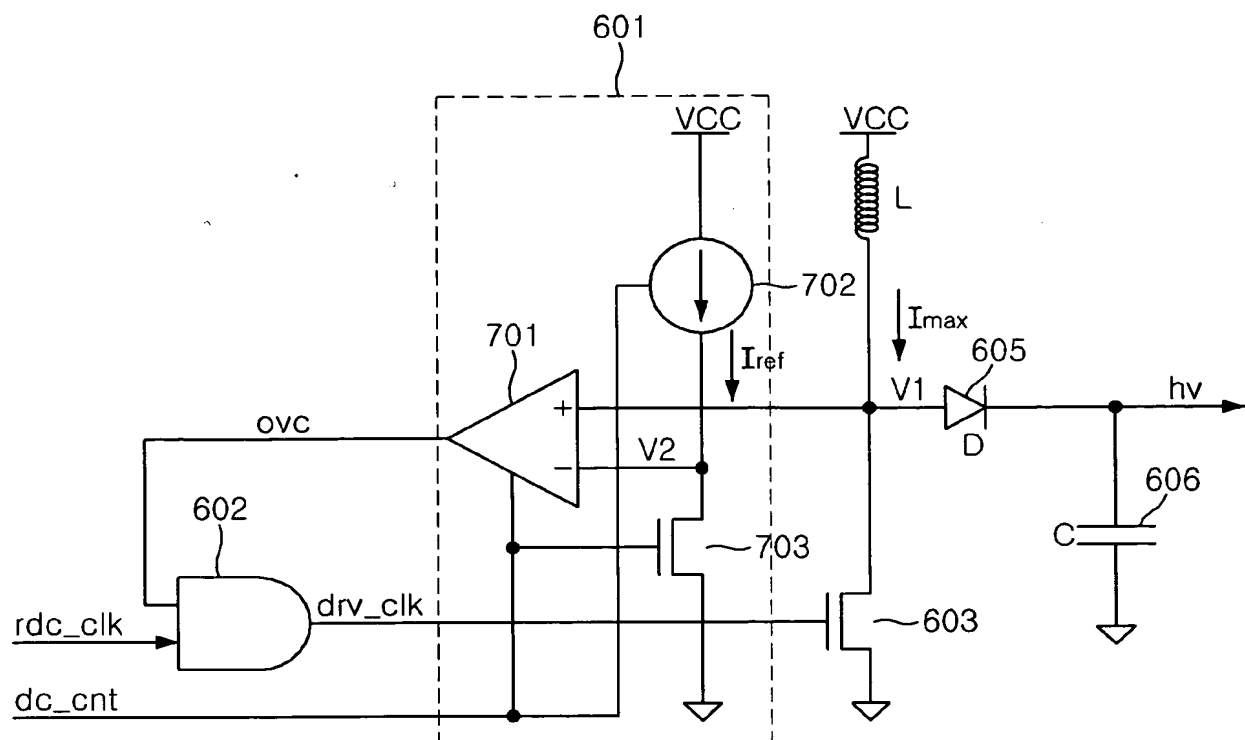 601
VCC
VCC
L
702
Imax
701
Iref
605
+
V1
hv
ovc
D
V2
−
606
602
C
703
drv_clk
rdc_clk
603
dc_cnt